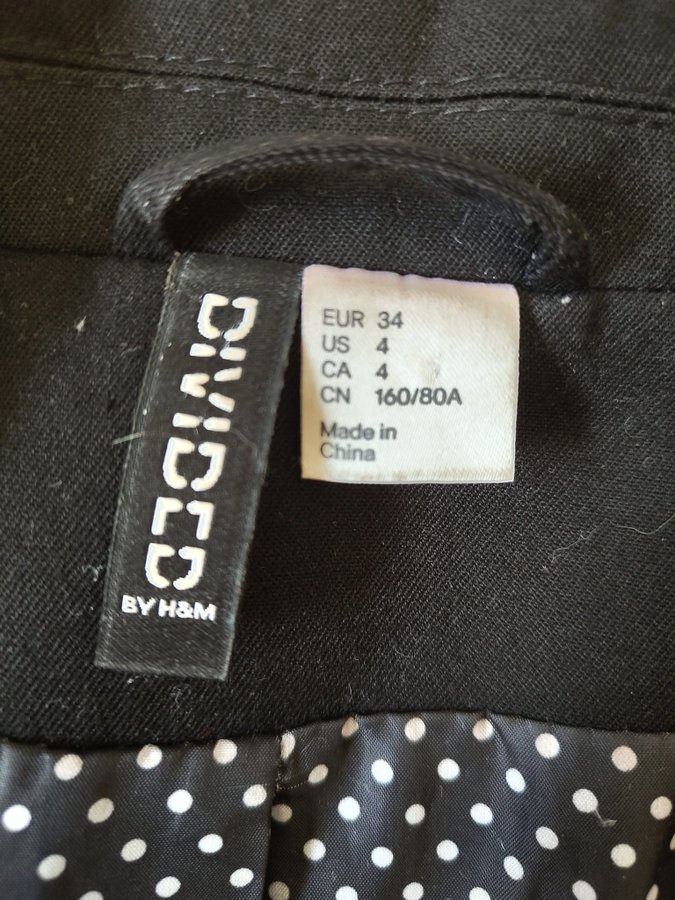 DIVIDED
BY H&M
EUR 34
US 4
CA 4
CN 160/80A
Made in
China